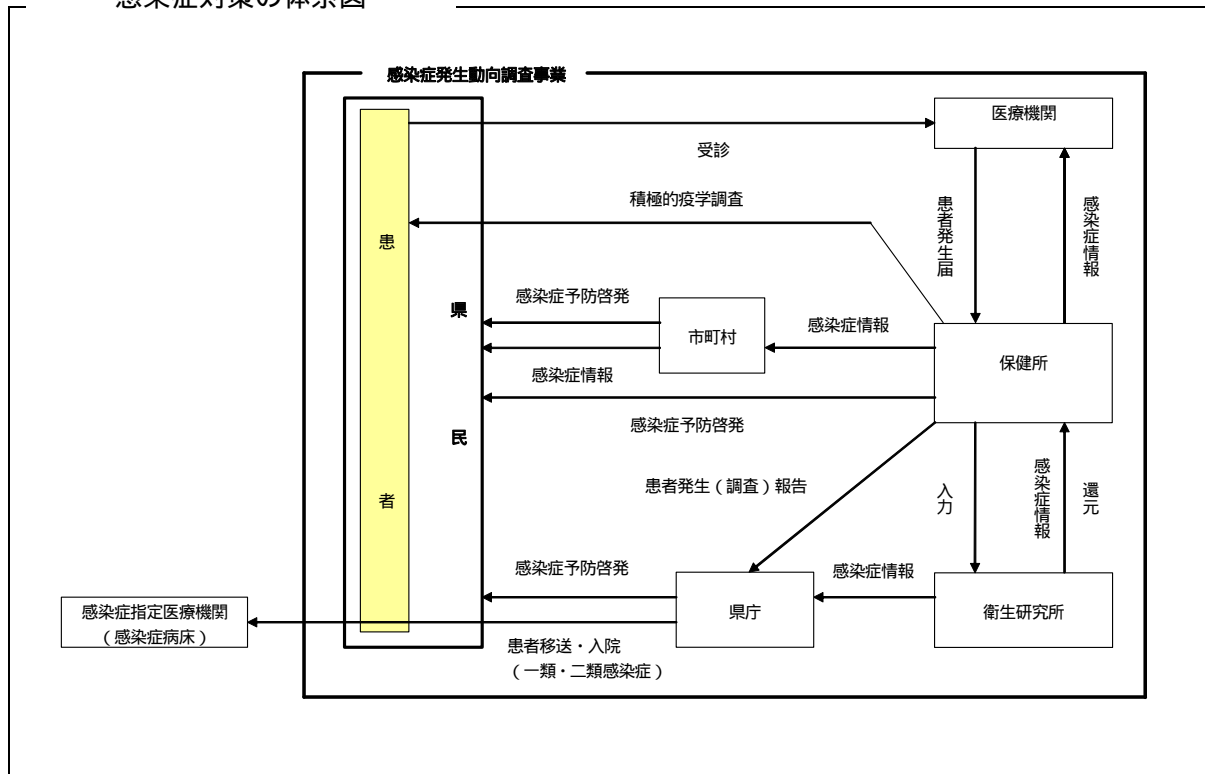 感染症対策の体系図
感染症発生動向調査事業
医療機関
受診
積極的疫学調査
患者発生届
感染症情報
患者
県民
感染症予防啓発
市町村
感染症情報
保健所
感染症情報
感染症予防啓発
患者発生（調査）報告
入力
感染症情報
還元
感染症予防啓発
県庁
感染症情報
衛生研究所
感染症指定医療機関
（感染症病床）
患者移送・入院
（一類・二類感染症）